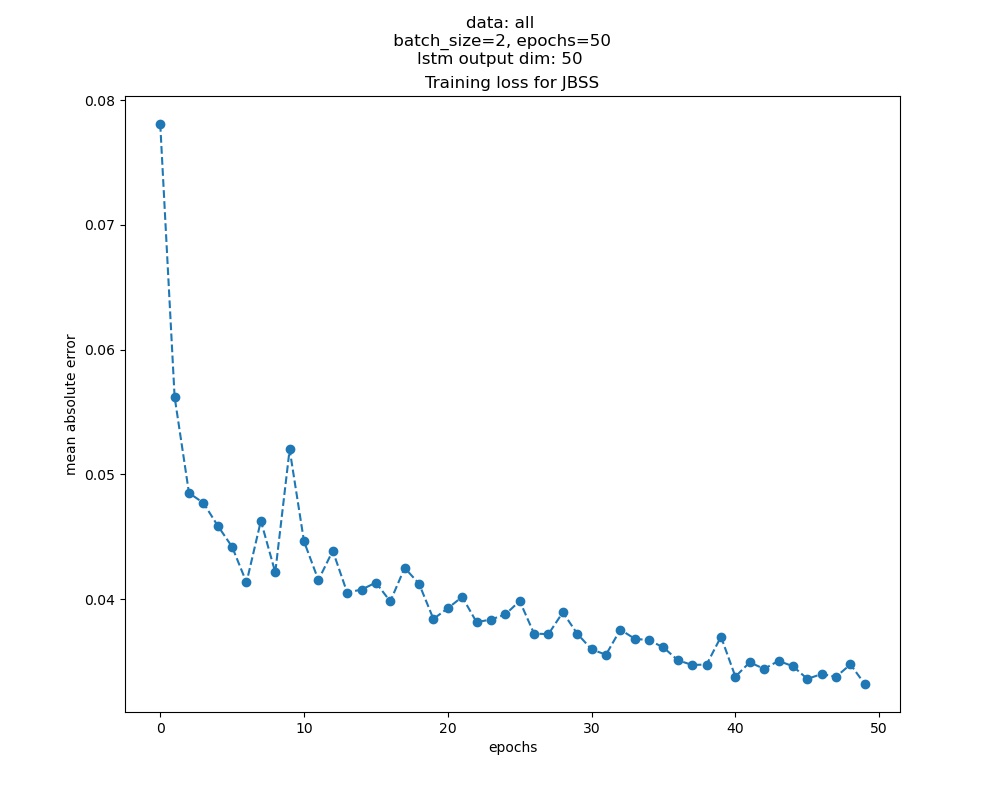 data: all
batch_size=2, epochs=50
lstm output dim: 50
Training loss for JBSS
0.08
0.07
0.06
0.05
0.04
mean absolute error
0 10 20 30 40 50
epochs